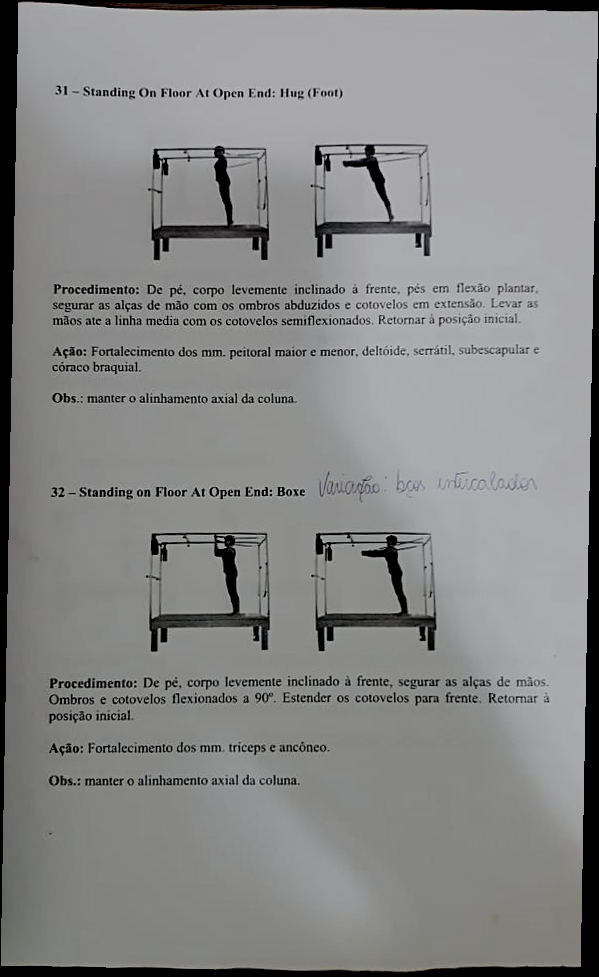 31 – Standing On Floor At Open End: Hug (Foot)
Procedimento: De pé, corpo levemente inclinado à frente, pés em flexão plantar,
segurar as alças de mão com os ombros abduzidos e cotovelos em extensão. Levar as
mãos ate a linha media com os cotovelos semiflexionados. Retornar à posição inicial.
Ação: Fortalecimento dos mm. peitoral maior e menor, deltóide, serrátil, subescapular e
córaco braquial.
Obs.: manter o alinhamento axial da coluna.
32 – Standing on Floor At Open End: Boxe Variação: bços intercalados
Procedimento: De pé, corpo levemente inclinado à frente, segurar as alças de mãos.
Ombros e cotovelos flexionados a 90º. Estender os cotovelos para frente. Retornar à
posição inicial.
Ação: Fortalecimento dos mm. triceps e ancôneo.
Obs.: manter o alinhamento axial da coluna.